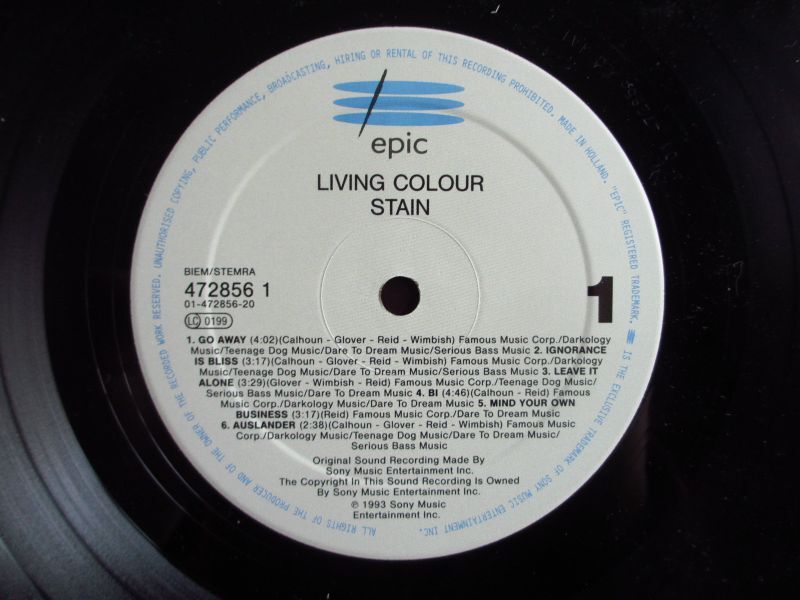 ALL RIGHTS OF THE PRODUCER AND OF THE OWNER OF THE RECORDED WORK RESERVED. UNAUTHORISED COPYING, PUBLIC PERFORMANCE, BROADCASTING, HIRING OR RENTAL OF THIS RECORDING PROHIBITED. MADE IN HOLLAND. "EPIC" REGISTERED TRADEMARK. IS THE EXCLUSIVE TRADEMARK OF SONY MUSIC ENTERTAINMENT INC.
epic
LIVING COLOUR
STAIN
BIEM/STEMRA
472856 1
01-472856-20
LC 0199
1
1. GO AWAY (4:02)(Calhoun - Glover - Reid - Wimbish) Famous Music Corp./Darkology
Music/Teenage Dog Music/Dare To Dream Music/Serious Bass Music 2. IGNORANCE
IS BLISS (3:17)(Calhoun - Glover - Reid - Wimbish) Famous Music Corp./Darkology
Music/Teenage Dog Music/Dare To Dream Music/Serious Bass Music 3. LEAVE IT
ALONE (3:29)(Glover - Wimbish - Reid) Famous Music Corp./Teenage Dog Music/
Serious Bass Music/Dare To Dream Music 4. BI (4:46)(Calhoun - Reid) Famous
Music Corp./Darkology Music/Dare To Dream Music 5. MIND YOUR OWN
BUSINESS (3:17)(Reid) Famous Music Corp./Dare To Dream Music
6. AUSLANDER (2:38)(Calhoun - Glover - Reid - Wimbish) Famous Music
Corp./Darkology Music/Teenage Dog Music/Dare To Dream Music/
Serious Bass Music
Original Sound Recording Made By
Sony Music Entertainment Inc.
The Copyright In This Sound Recording Is Owned
By Sony Music Entertainment Inc.
℗ 1993 Sony Music
Entertainment Inc.